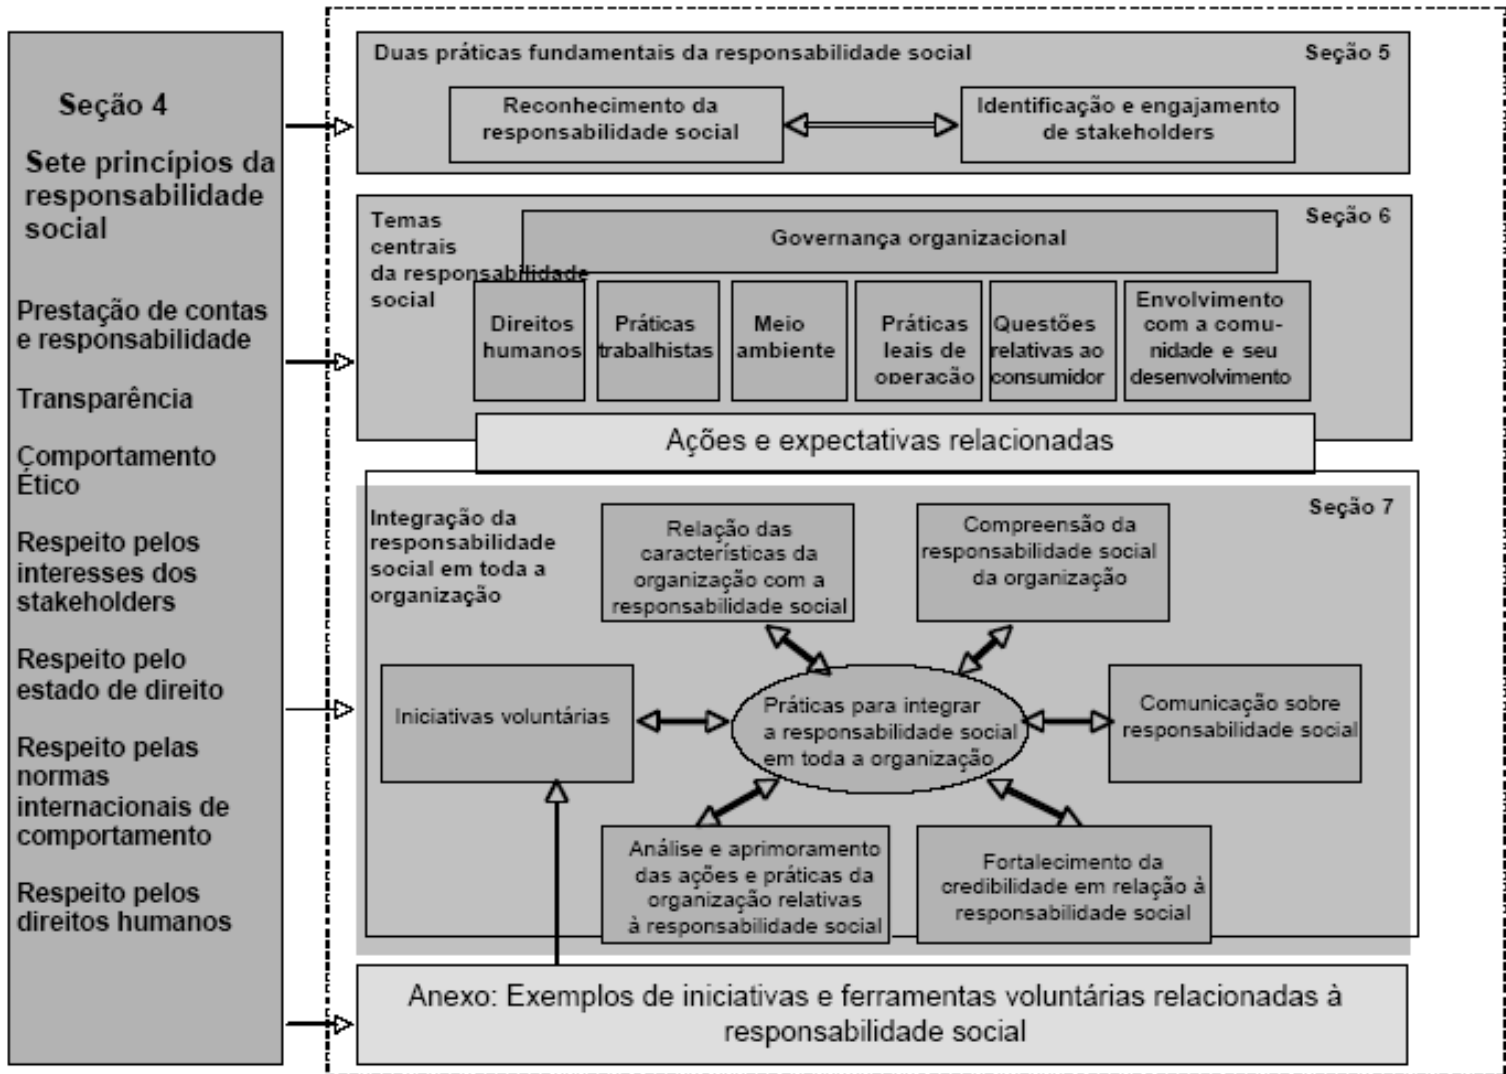 Seção 4
Sete princípios da
responsabilidade
social
Prestação de contas
e responsabilidade
Transparência
Comportamento
Ético
Respeito pelos
interesses dos
stakeholders
Respeito pelo
estado de direito
Respeito pelas
normas
internacionais de
comportamento
Respeito pelos
direitos humanos
Duas práticas fundamentais da responsabilidade social
Seção 5
Reconhecimento da
responsabilidade social
Identificação e engajamento
de stakeholders
Temas
centrais
da responsabilidade
social
Seção 6
Governança organizacional
Direitos
humanos
Práticas
trabalhistas
Meio
ambiente
Práticas
leais de
operação
Questões
relativas ao
consumidor
Envolvimento
com a comu-
nidade e seu
desenvolvimento
Ações e expectativas relacionadas
Integração da
responsabilidade
social em toda a
organização
Seção 7
Relação das
características da
organização com a
responsabilidade social
Compreensão da
responsabilidade social
da organização
Iniciativas voluntárias
Práticas para integrar
a responsabilidade social
em toda a organização
Comunicação sobre
responsabilidade social
Análise e aprimoramento
das ações e práticas da
organização relativas
à responsabilidade social
Fortalecimento da
credibilidade em relação à
responsabilidade social
Anexo: Exemplos de iniciativas e ferramentas voluntárias relacionadas à
responsabilidade social